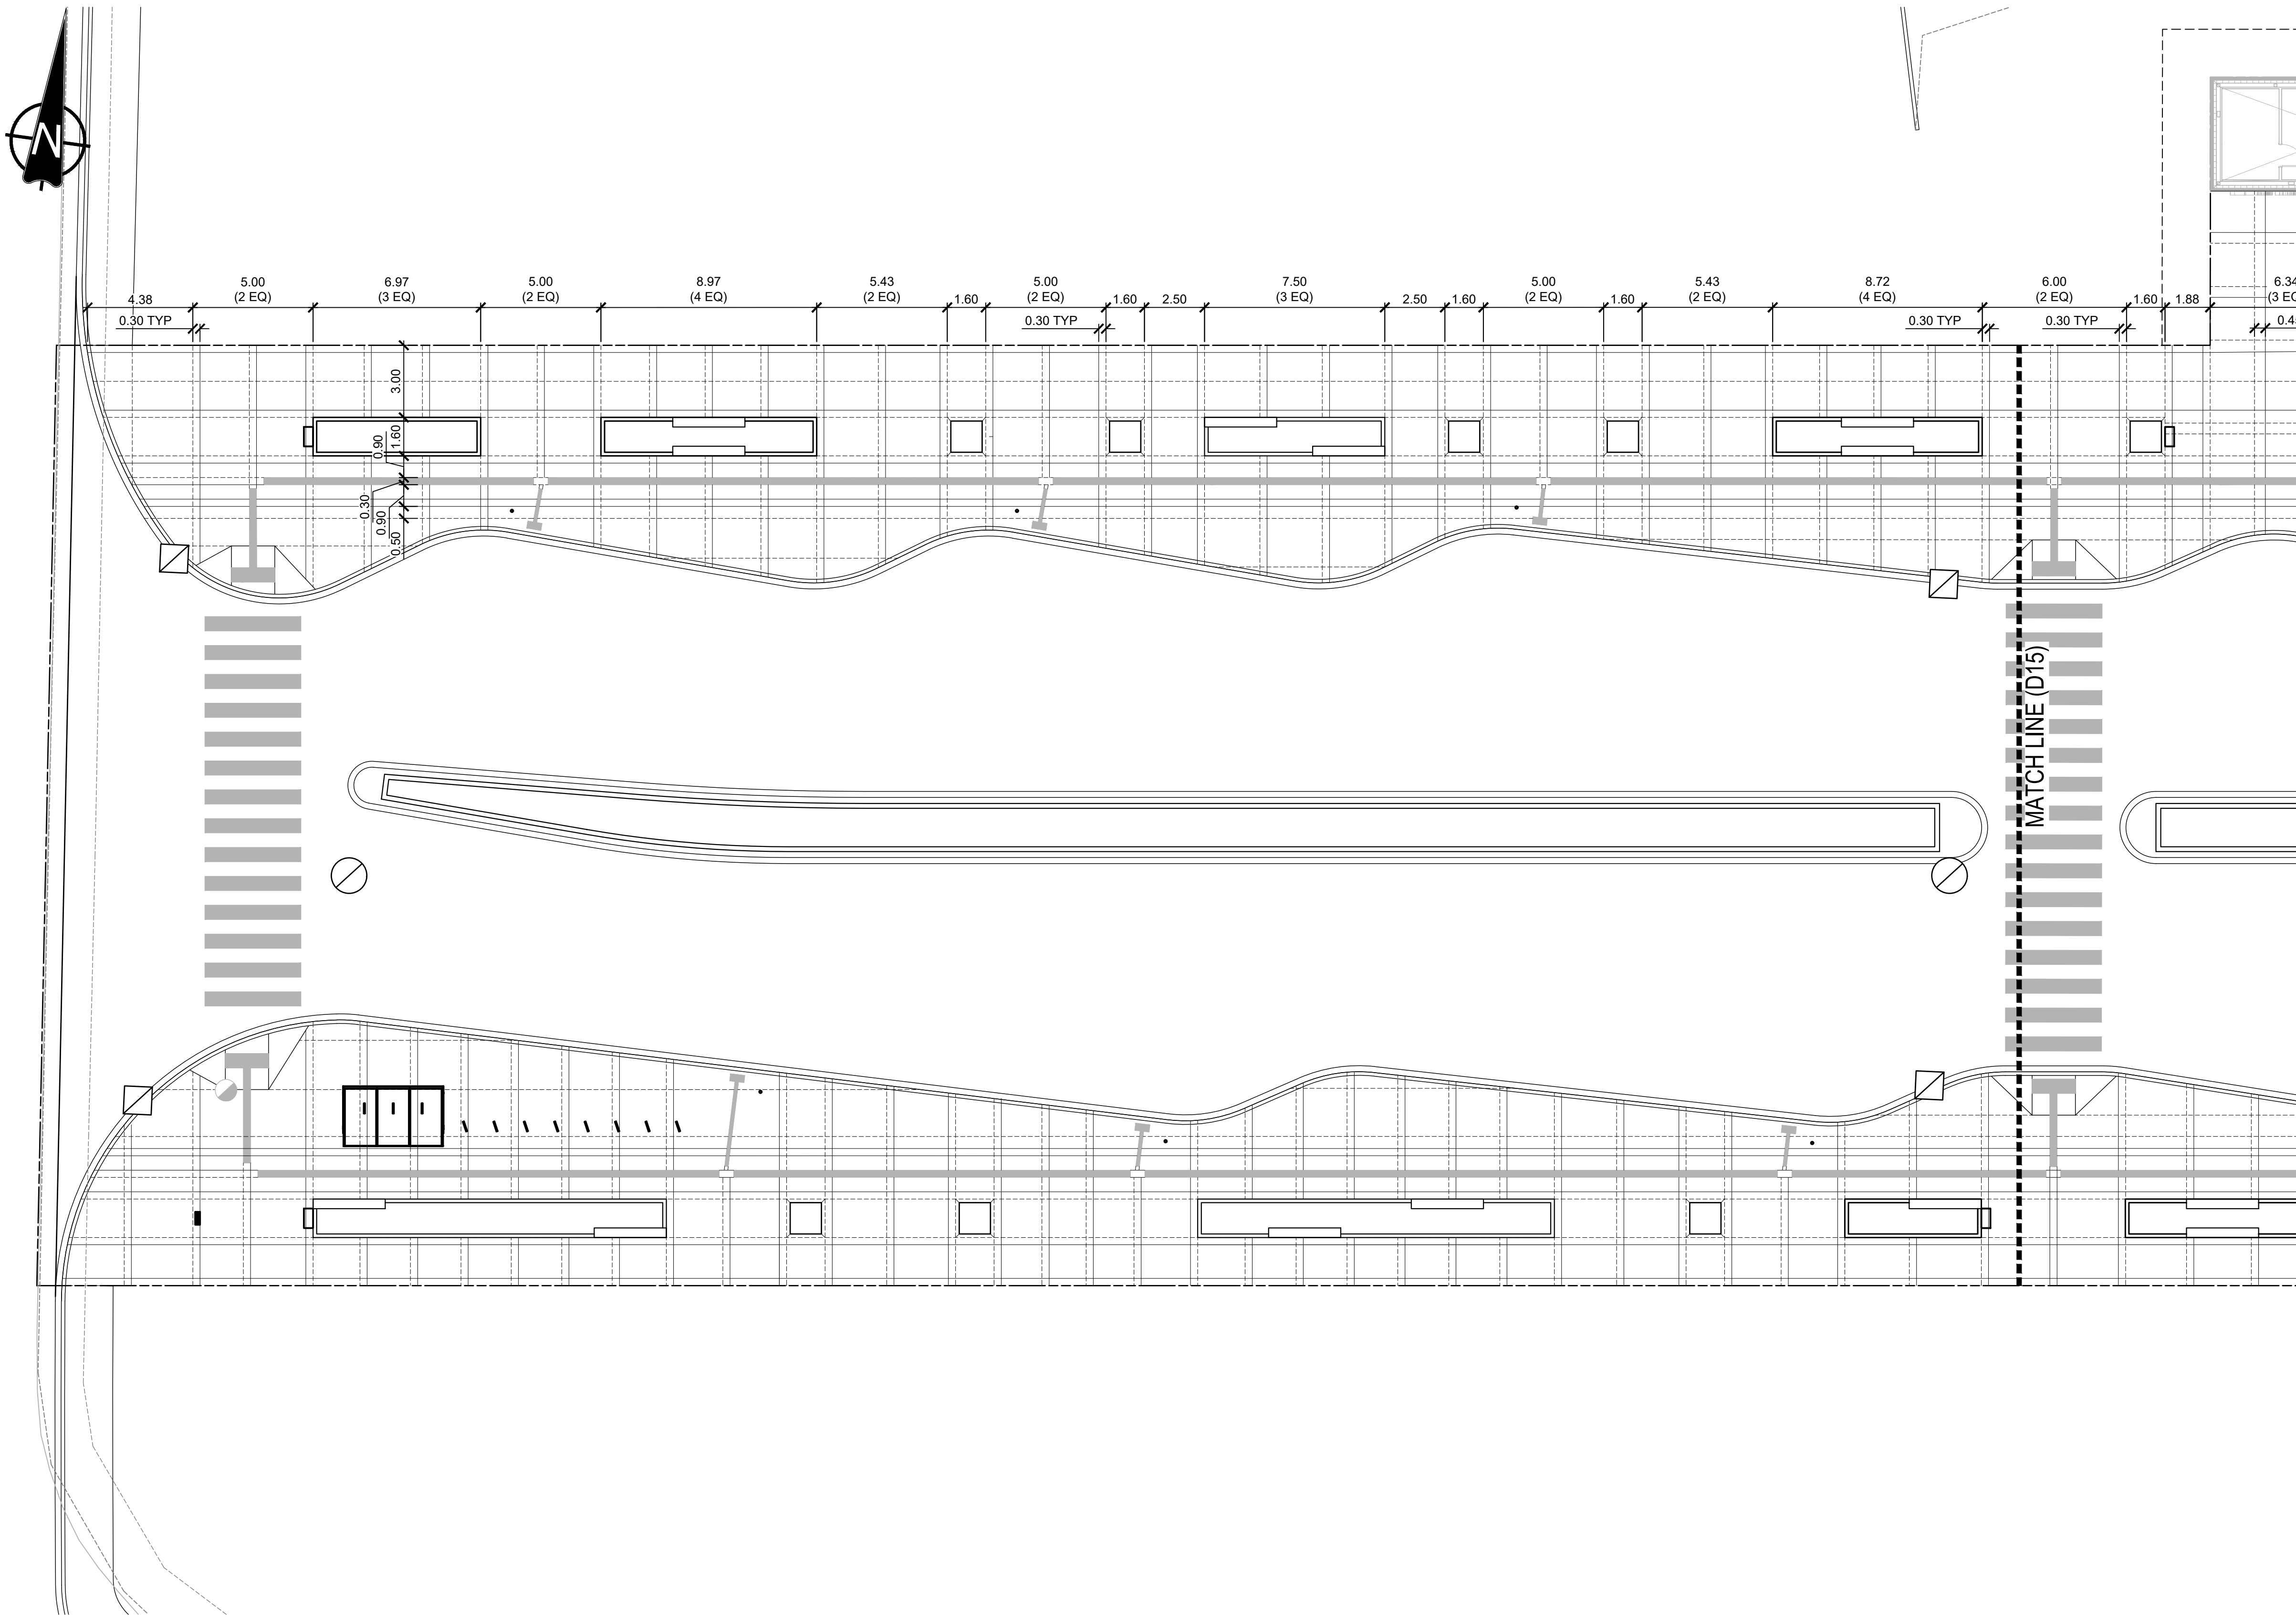 N
5.00
(2 EQ)
6.97
(3 EQ)
5.00
(2 EQ)
8.97
(4 EQ)
5.43
(2 EQ)
5.00
(2 EQ)
7.50
(3 EQ)
5.00
(2 EQ)
5.43
(2 EQ)
8.72
(4 EQ)
6.00
(2 EQ)
6.34
(3 EQ
4.38
1.60
1.60
2.50
2.50
1.60
1.60
1.60
1.88
0.30 TYP
0.30 TYP
0.30 TYP
0.30 TYP
3.00
0.90
1.60
0.30
0.90
0.50
MATCH LINE (D15)